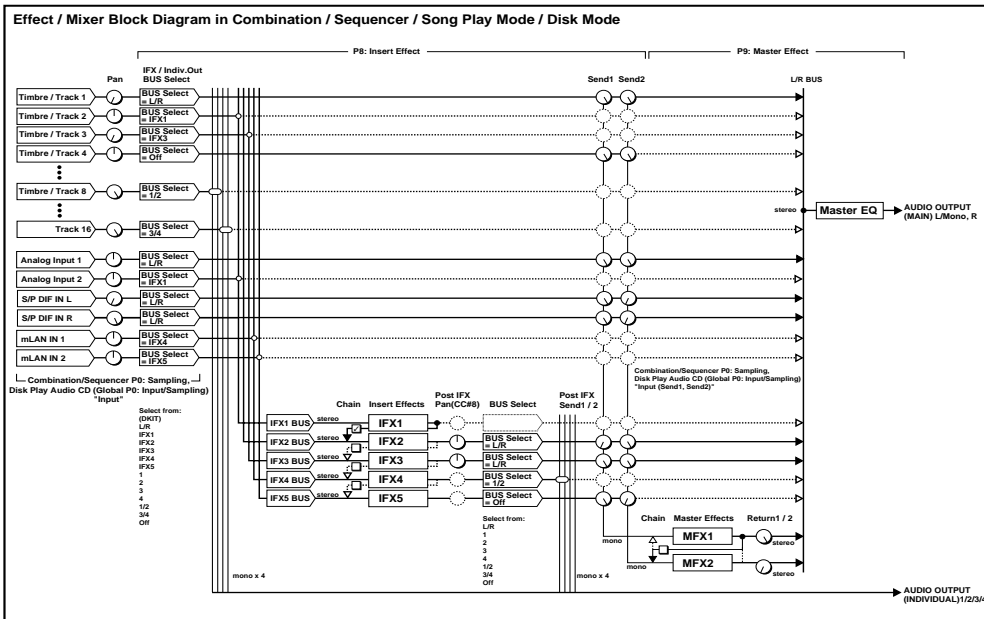 Effect / Mixer Block Diagram in Combination / Sequencer / Song Play Mode / Disk Mode
P8: Insert Effect
P9: Master Effect
Pan
IFX / Indiv.Out
BUS Select
Send1 Send2
L/R BUS
Timbre / Track 1
BUS Select
= L/R
Timbre / Track 2
BUS Select
= IFX1
Timbre / Track 3
BUS Select
= IFX3
Timbre / Track 4
BUS Select
= Off
Timbre / Track 8
BUS Select
= 1/2
Track 16
BUS Select
= 3/4
stereo
Master EQ
AUDIO OUTPUT
(MAIN) L/Mono, R
Analog Input 1
BUS Select
= L/R
Analog Input 2
BUS Select
= IFX1
S/P DIF IN L
BUS Select
= L/R
S/P DIF IN R
BUS Select
= L/R
mLAN IN 1
BUS Select
= IFX4
mLAN IN 2
BUS Select
= IFX5
Combination/Sequencer P0: Sampling,
Disk Play Audio CD (Global P0: Input/Sampling)
"Input"
Combination/Sequencer P0: Sampling,
Disk Play Audio CD (Global P0: Input/Sampling)
"Input (Send1, Send2)"
Select from:
(DKIT)
L/R
IFX1
IFX2
IFX3
IFX4
IFX5
1
2
3
4
1/2
3/4
Off
Chain
Insert Effects
Post IFX
Pan(CC#8)
BUS Select
Post IFX
Send1 / 2
IFX1 BUS
stereo
IFX1
IFX2 BUS
stereo
IFX2
BUS Select
= L/R
IFX3 BUS
stereo
IFX3
BUS Select
= L/R
IFX4 BUS
stereo
IFX4
BUS Select
= 1/2
IFX5 BUS
stereo
IFX5
BUS Select
= Off
Select from:
L/R
1
2
3
4
1/2
3/4
Off
Chain
Master Effects
Return1 / 2
mono
MFX1
stereo
mono
MFX2
stereo
mono x 4
mono x 4
AUDIO OUTPUT
(INDIVIDUAL)1/2/3/4